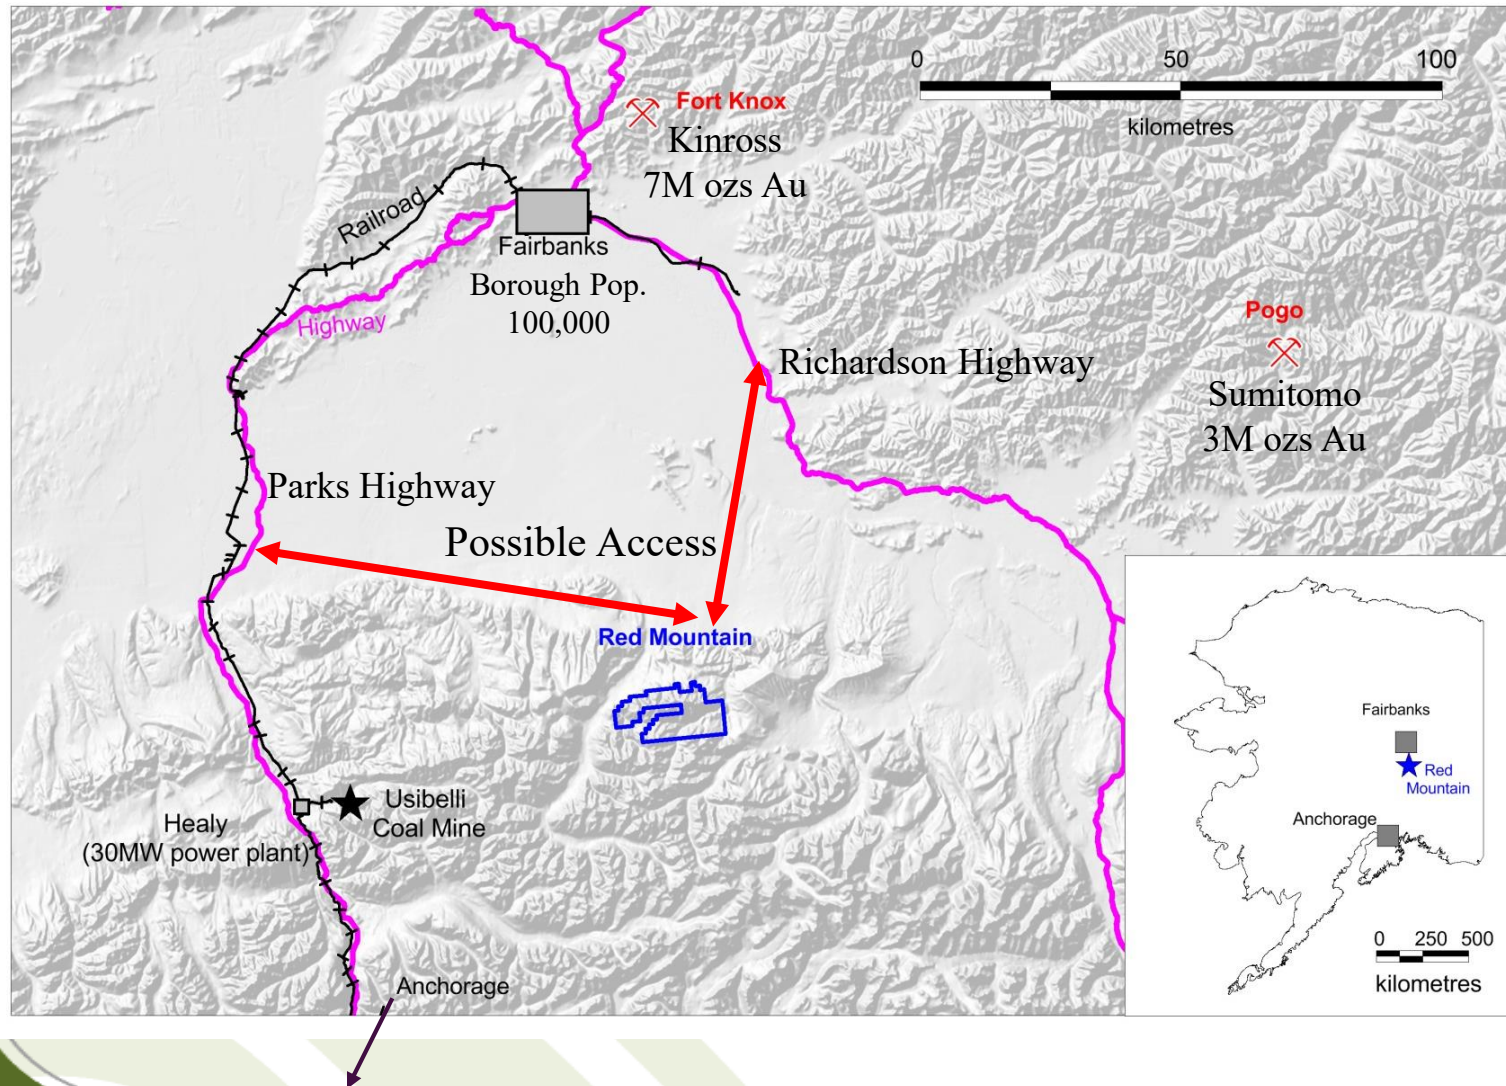 0 50 100
kilometres
Fort Knox
Kinross
7M ozs Au
Railroad
Fairbanks
Borough Pop.
100,000
Highway
Pogo
Sumitomo
3M ozs Au
Richardson Highway
Parks Highway
Possible Access
Red Mountain
Usibelli
Coal Mine
Healy
(30MW power plant)
Anchorage
Fairbanks
Red
Mountain
Anchorage
0 250 500
kilometres